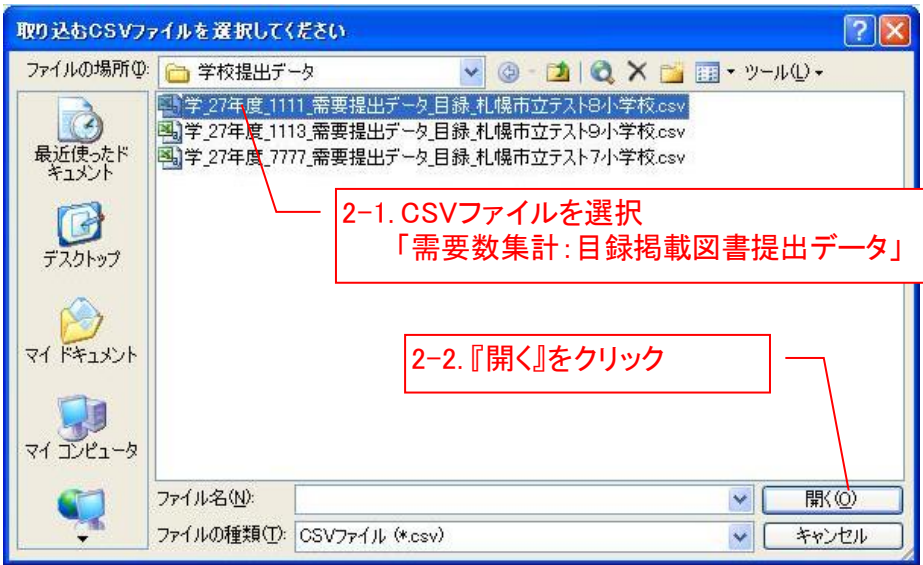 取り込むCSVファイルを選択してください
ファイルの場所(I):
学校提出データ
ツール(L)
学_27年度_1111_需要提出データ_目録_札幌市立テスト8小学校.csv
学_27年度_1113_需要提出データ_目録_札幌市立テスト9小学校.csv
学_27年度_7777_需要提出データ_目録_札幌市立テスト7小学校.csv
最近使ったド
キュメント
デスクトップ
マイ ドキュメント
マイ コンピュータ
2-1.CSVファイルを選択
「需要数集計:目録掲載図書提出データ」
2-2.『開く』をクリック
ファイル名(N):
開く(O)
ファイルの種類(T):
CSVファイル (*.csv)
キャンセル